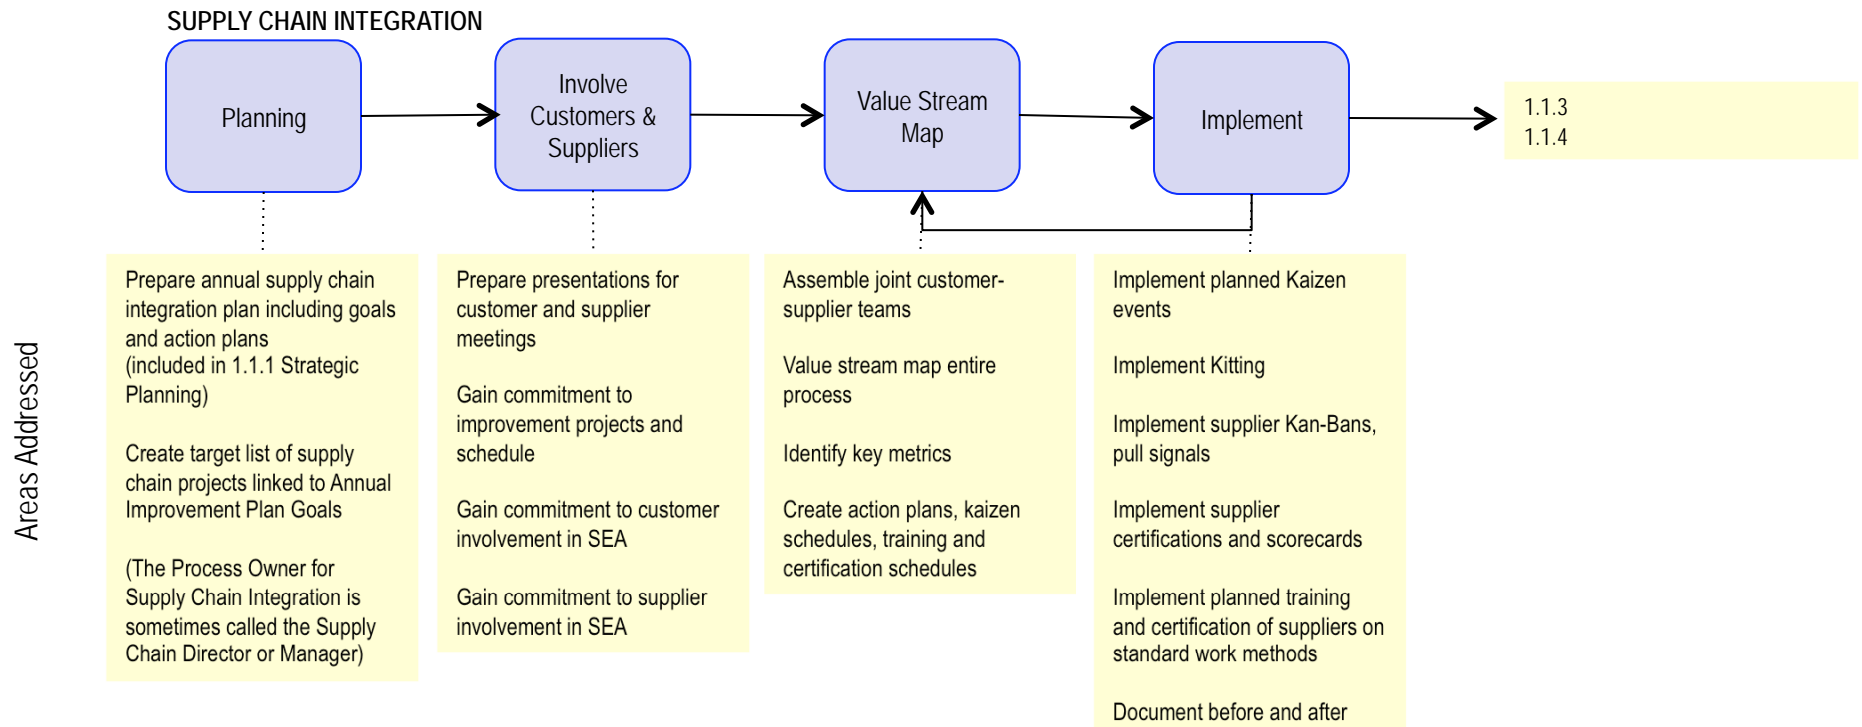 SUPPLY CHAIN INTEGRATION
Planning
Involve
Customers &
Suppliers
Value Stream
Map
Implement
1.1.3
1.1.4
Areas Addressed
Prepare annual supply chain
integration plan including goals
and action plans
(included in 1.1.1 Strategic
Planning)
Create target list of supply
chain projects linked to Annual
Improvement Plan Goals
(The Process Owner for
Supply Chain Integration is
sometimes called the Supply
Chain Director or Manager)
Prepare presentations for
customer and supplier
meetings
Gain commitment to
improvement projects and
schedule
Gain commitment to customer
involvement in SEA
Gain commitment to supplier
involvement in SEA
Assemble joint customer-
supplier teams
Value stream map entire
process
Identify key metrics
Create action plans, kaizen
schedules, training and
certification schedules
Implement planned Kaizen
events
Implement Kitting
Implement supplier Kan-Bans,
pull signals
Implement supplier
certifications and scorecards
Implement planned training
and certification of suppliers on
standard work methods
Document before and after